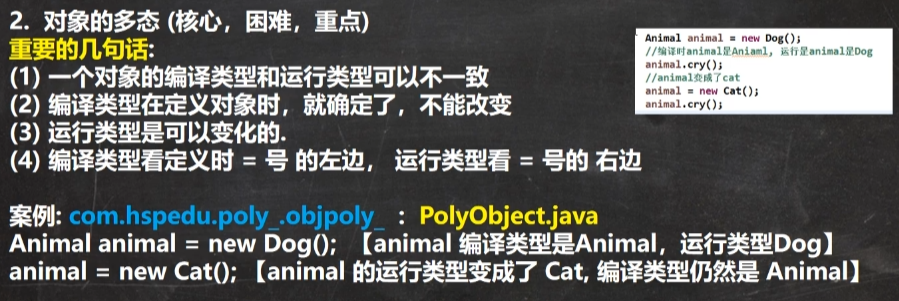 2. 对象的多态 (核心，困难，重点)
重要的几句话:
(1) 一个对象的编译类型和运行类型可以不一致
(2) 编译类型在定义对象时，就确定了，不能改变
(3) 运行类型是可以变化的.
(4) 编译类型看定义时 = 号 的左边， 运行类型看 = 号的 右边
Animal animal = new Dog();
//编译时animal是Aniaml, 运行是animal是Dog
animal.cry();
//animal变成了cat
animal = new Cat();
animal.cry();
案例: com.hspedu.poly_.objpoly_ : PolyObject.java
Animal animal = new Dog(); 【animal 编译类型是Animal，运行类型Dog】
animal = new Cat(); 【animal 的运行类型变成了 Cat, 编译类型仍然是 Animal】